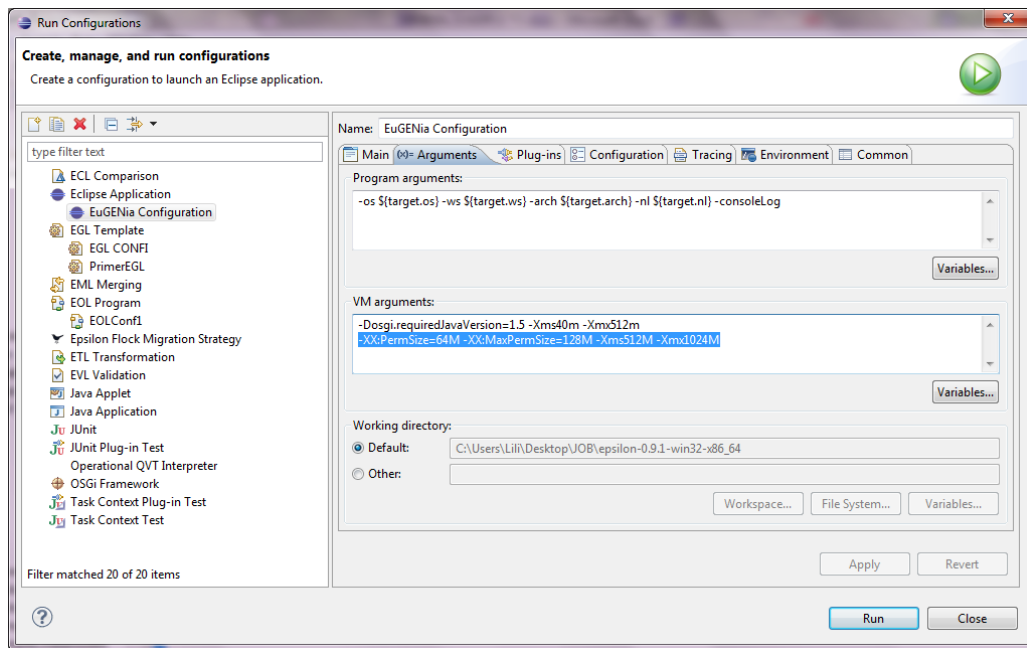 Run Configurations
Create, manage, and run configurations
Create a configuration to launch an Eclipse application.
type filter text
ECL Comparison
Eclipse Application
EuGENia Configuration
EGL Template
EGL CONFI
PrimerEGL
EML Merging
EOL Program
EOLConf1
Epsilon Flock Migration Strategy
ETL Transformation
EVL Validation
Java Applet
Java Application
Ju JUnit
JUnit Plug-in Test
Operational QVT Interpreter
OSGi Framework
Task Context Plug-in Test
Task Context Test
Filter matched 20 of 20 items
Name: EuGENia Configuration
Main (x)= Arguments Plug-ins Configuration Tracing Environment Common
Program arguments:
-os ${target.os} -ws ${target.ws} -arch ${target.arch} -nl ${target.nl} -consoleLog
Variables...
VM arguments:
-Dosgi.requiredJavaVersion=1.5 -Xms40m -Xmx512m
-XX:PermSize=64M -XX:MaxPermSize=128M -Xms512M -Xmx1024M
Variables...
Working directory:
Default: C:\Users\Lili\Desktop\JOB\epsilon-0.9.1-win32-x86_64
Other:
Workspace... File System... Variables...
Apply Revert
? Run Close